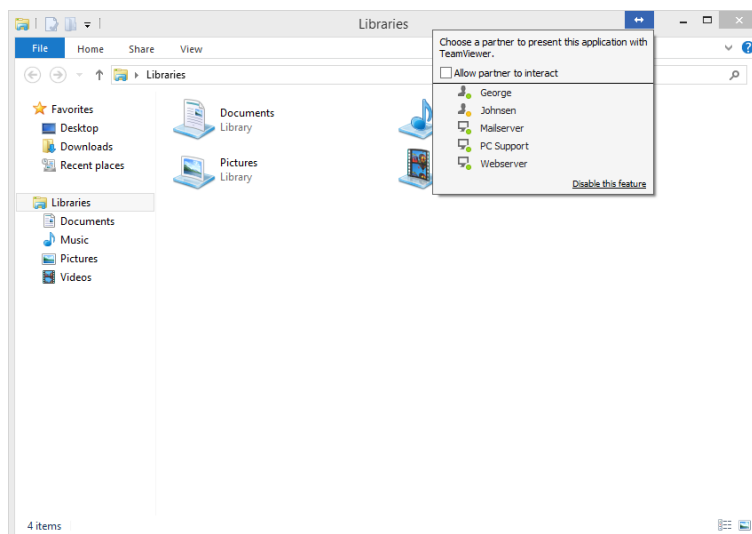 Libraries
File Home Share View
Libraries
Choose a partner to present this application with
TeamViewer.
Allow partner to interact
George
Johnsen
Mailserver
PC Support
Webserver
Disable this feature
Favorites
Desktop
Downloads
Recent places
Libraries
Documents
Music
Pictures
Videos
Documents
Library
Pictures
Library
4 items